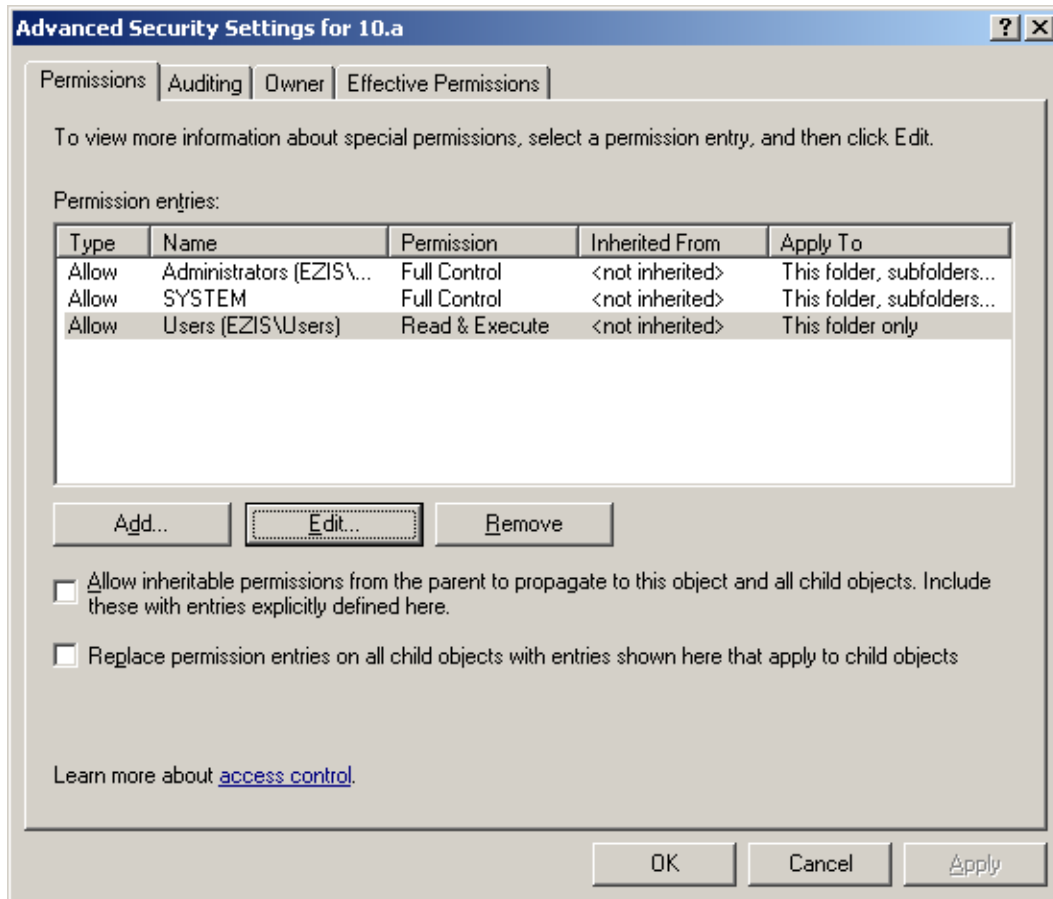 Advanced Security Settings for 10.a
Permissions Auditing Owner Effective Permissions
To view more information about special permissions, select a permission entry, and then click Edit.
Permission entries:
Type Name Permission Inherited From Apply To
Allow Administrators (EZIS\... Full Control <not inherited> This folder, subfolders...
Allow SYSTEM Full Control <not inherited> This folder, subfolders...
Allow Users (EZIS\Users) Read & Execute <not inherited> This folder only
Add... Edit... Remove
Allow inheritable permissions from the parent to propagate to this object and all child objects. Include
these with entries explicitly defined here.
Replace permission entries on all child objects with entries shown here that apply to child objects
Learn more about access control.
OK Cancel Apply